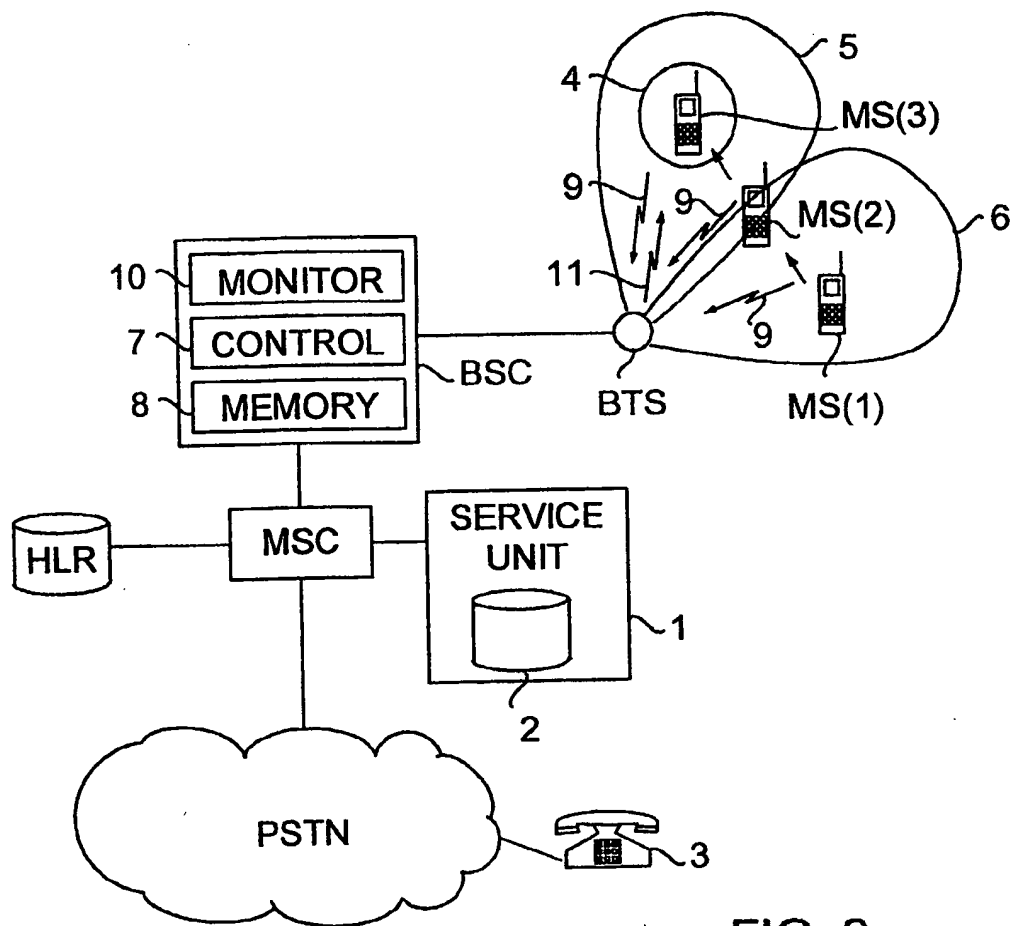 5
4
MS(3)
9
9
MS(2)
6
10
MONITOR
11
7
CONTROL
9
BSC
8
MEMORY
BTS
MS(1)
SERVICE
UNIT
HLR
MSC
1
2
PSTN
3